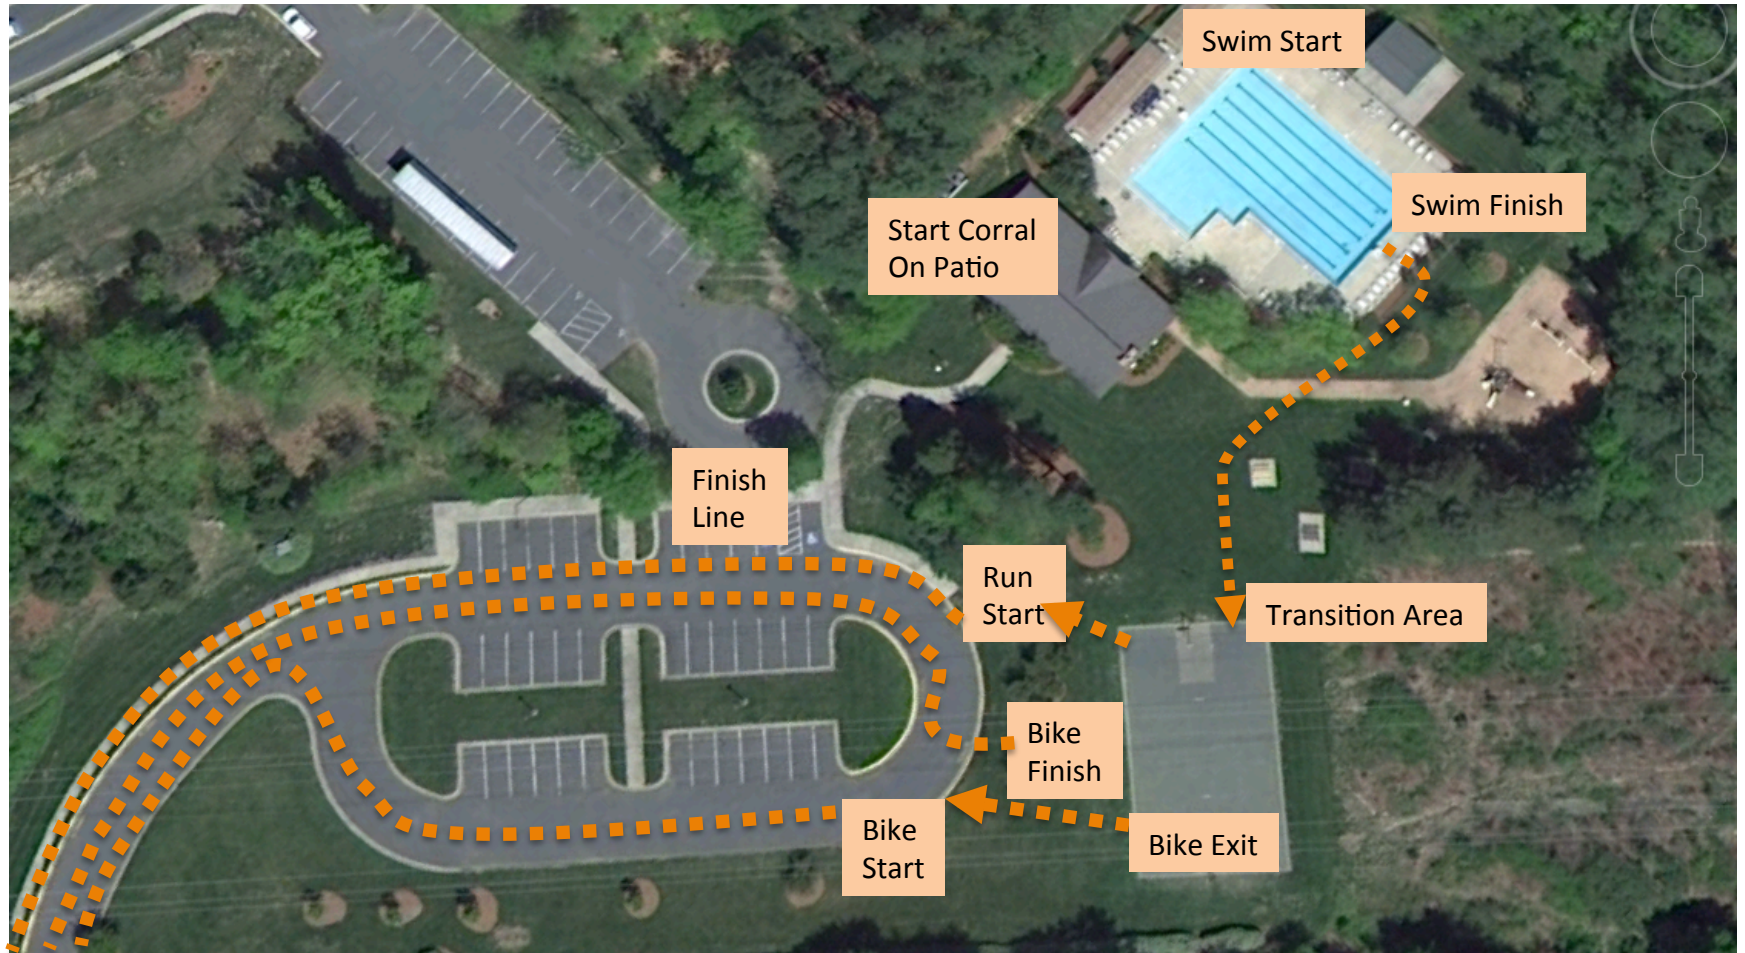 Swim Start
Swim Finish
Start Corral
On Patio
Finish
Line
Run
Start
Transition Area
Bike
Finish
Bike
Start
Bike Exit